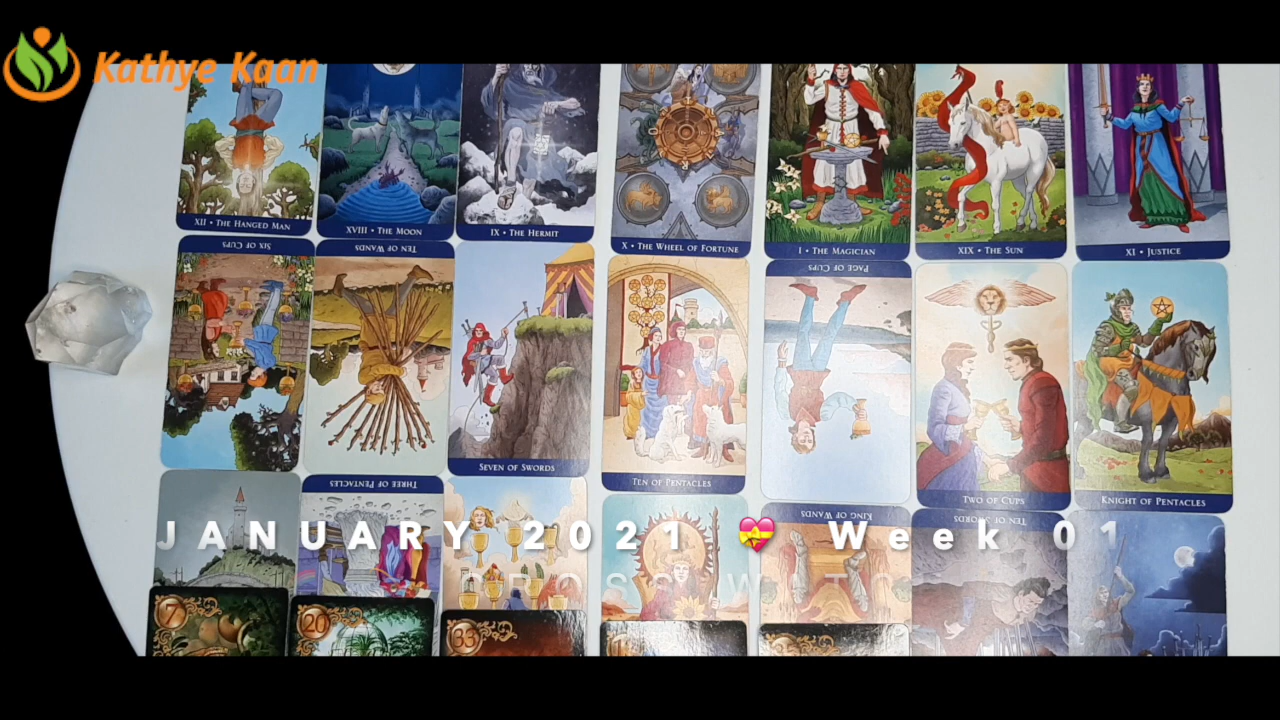 Kathye Kaan
XII • THE HANGED MAN
XVIII • THE MOON
IX • THE HERMIT
X • THE WHEEL OF FORTUNE
I • THE MAGICIAN
XIX • THE SUN
XI • JUSTICE
SIX OF CUPS
TEN OF WANDS
SEVEN OF SWORDS
TEN OF PENTACLES
PAGE OF CUPS
TWO OF CUPS
KNIGHT OF PENTACLES
THREE OF PENTACLES
KING OF WANDS
TEN OF SWORDS
JANUARY 2021 💝 Week 01
7
20
33